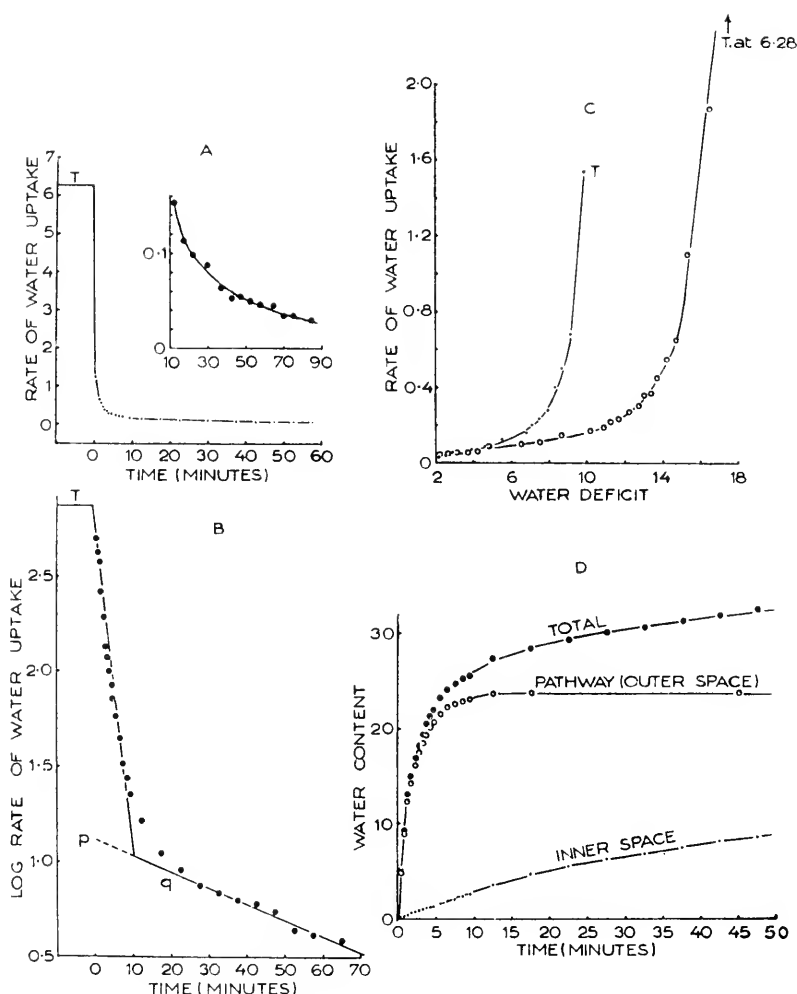 A
RATE OF WATER UPTAKE
7
6
5
4
3
2
1
0
T
0·1
0
10 30 50 70 90
0 10 20 30 40 50 60
TIME (MINUTES)
C
RATE OF WATER UPTAKE
2·0
1·6
1·2
0·8
0·4
0
T. at 6·28
T
2 6 10 14 18
WATER DEFICIT
B
LOG RATE OF WATER UPTAKE
T
2·5
2·0
1·5
1·0
0·5
p
q
0 10 20 30 40 50 60 70
TIME (MINUTES)
D
WATER CONTENT
30
20
10
0
TOTAL
PATHWAY (OUTER SPACE)
INNER SPACE
0 5 10 15 20 25 30 35 40 45 50
TIME (MINUTES)